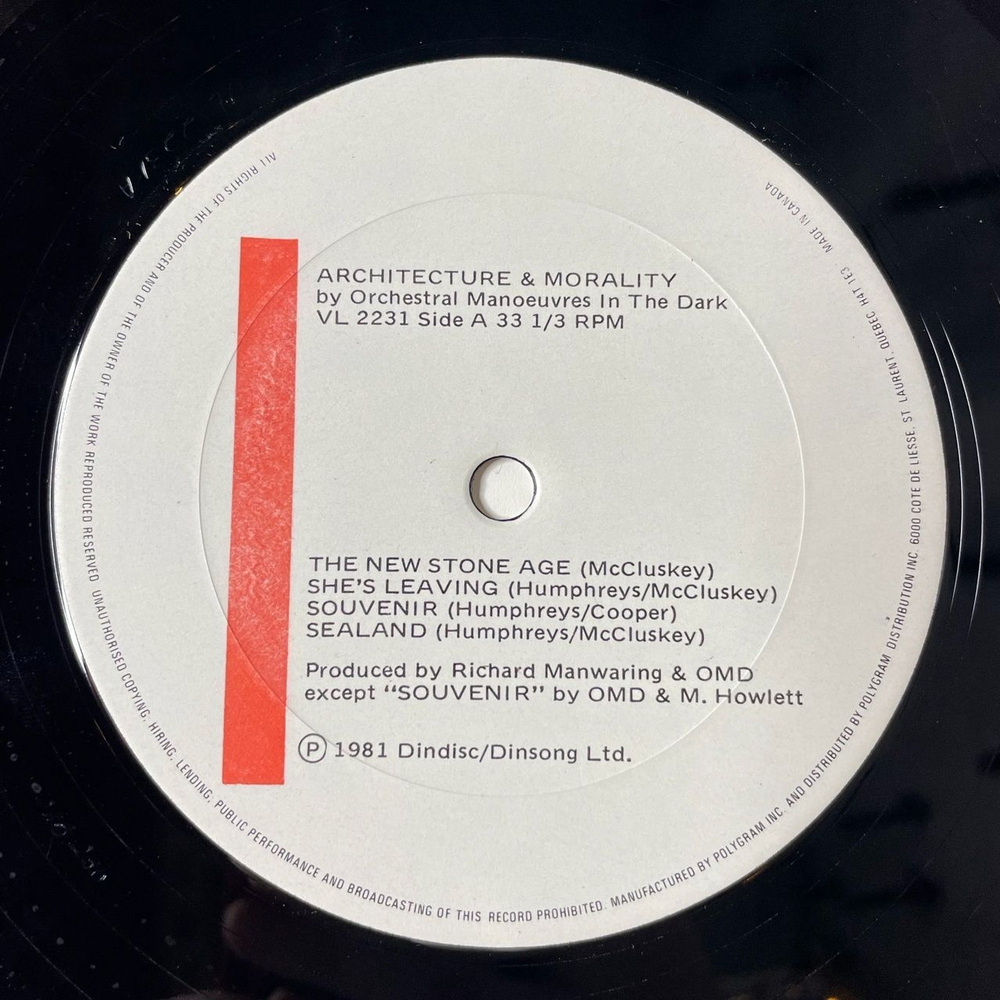 ARCHITECTURE & MORALITY
by Orchestral Manoeuvres In The Dark
VL 2231 Side A 33 1/3 RPM
THE NEW STONE AGE (McCluskey)
SHE'S LEAVING (Humphreys/McCluskey)
SOUVENIR (Humphreys/Cooper)
SEALAND (Humphreys/McCluskey)
Produced by Richard Manwaring & OMD
except “SOUVENIR” by OMD & M. Howlett
Ⓟ 1981 Dindisc/Dinsong Ltd.
ALL RIGHTS OF THE PRODUCER AND OF THE OWNER OF THE WORK REPRODUCED RESERVED UNAUTHORISED COPYING, HIRING, LENDING, PUBLIC PERFORMANCE AND BROADCASTING OF THIS RECORD PROHIBITED. MANUFACTURED BY POLYGRAM INC. AND DISTRIBUTED BY POLYGRAM DISTRIBUTION INC. 6000 COTE DE LIESSE, ST LAURENT, QUEBEC H4T 1E3 MADE IN CANADA